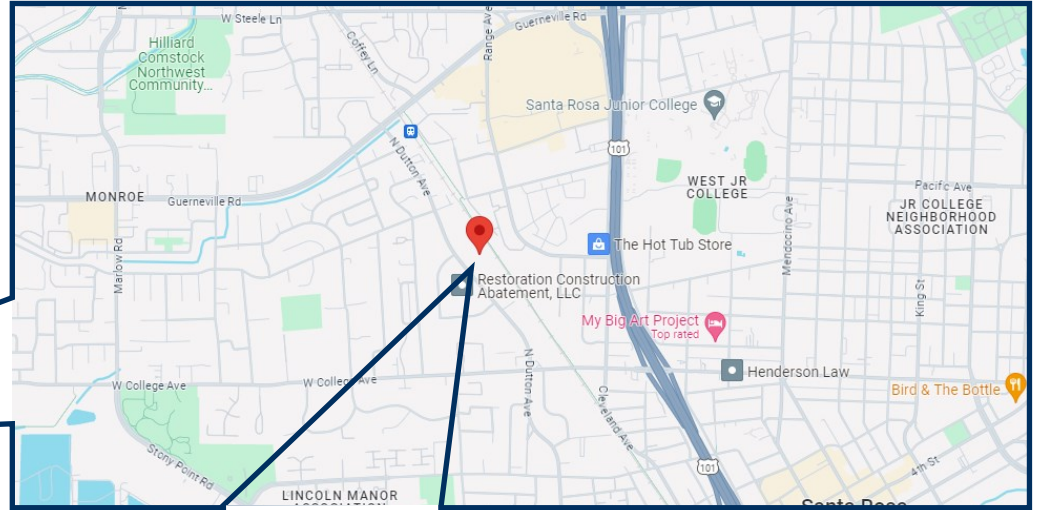 W Steele Ln
Guerneville Rd
Range Ave
Coffey Ln
Hilliard
Comstock
Northwest
Community...
Santa Rosa Junior College
101
N Dutton Ave
WEST JR
COLLEGE
Pacific Ave
MONROE
Guerneville Rd
JR COLLEGE
NEIGHBORHOOD
ASSOCIATION
Mendocino Ave
The Hot Tub Store
Marlow Rd
Restoration Construction
Abatement, LLC
King St
My Big Art Project
Top rated
Henderson Law
W College Ave
W College Ave
N Dutton Ave
Cleveland Ave
Bird & The Bottle
Stony Point Rd
101
4th St
LINCOLN MANOR
ASSOCIATION
Santa Rosa